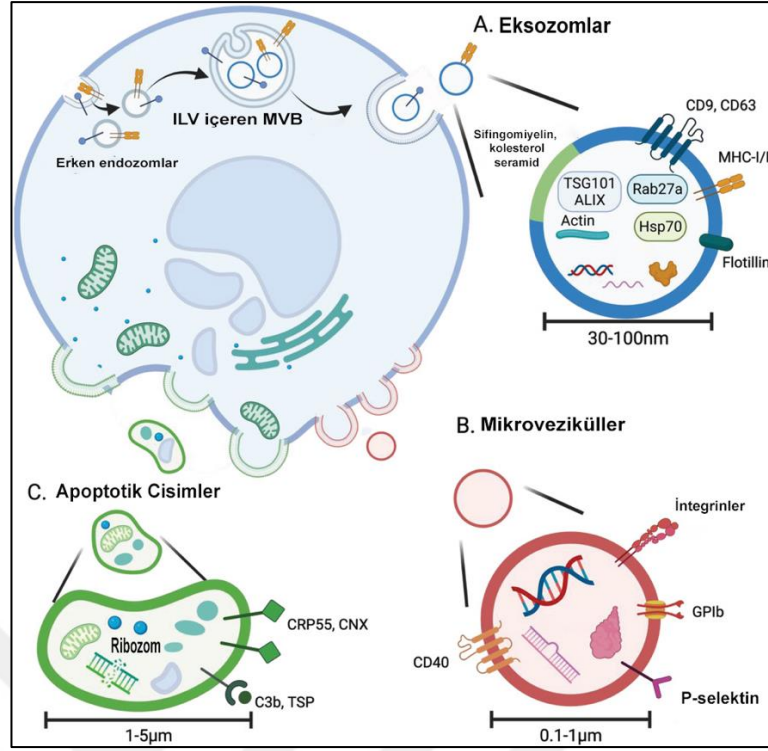 A. Eksozomlar
ILV içeren MVB
Erken endozomlar
CD9, CD63
Sifingomiyelin,
kolesterol
seramid
MHC-I/I
TSG101
ALIX
Rab27a
Actin
Hsp70
Flotillin
30-100nm
B. Mikroveziküller
İntegrinler
GPIb
CD40
P-selektin
0.1-1μm
C. Apoptotik Cisimler
Ribozom
CRP55, CNX
C3b, TSP
1-5μm